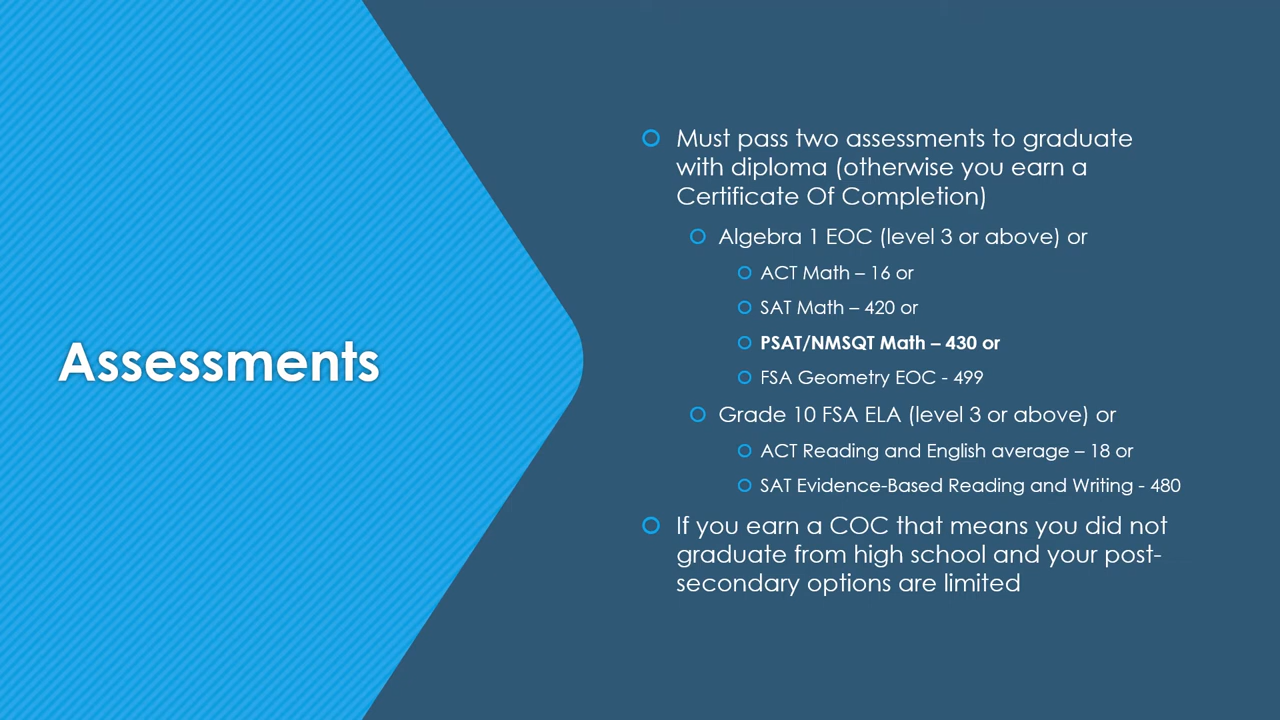 Assessments
Must pass two assessments to graduate
with diploma (otherwise you earn a
Certificate Of Completion)
Algebra 1 EOC (level 3 or above) or
ACT Math – 16 or
SAT Math – 420 or
PSAT/NMSQT Math – 430 or
FSA Geometry EOC - 499
Grade 10 FSA ELA (level 3 or above) or
ACT Reading and English average – 18 or
SAT Evidence-Based Reading and Writing - 480
If you earn a COC that means you did not
graduate from high school and your post-
secondary options are limited